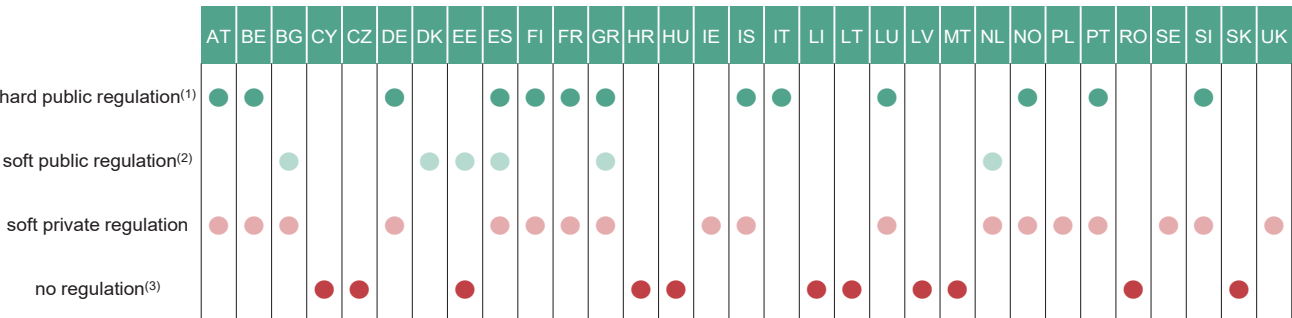 AT BE BG CY CZ DE DK EE ES FI FR GR HR HU IE IS IT LI LT LU LV MT NL NO PL PT RO SE SI SK UK
hard public regulation(1)
soft public regulation(2)
soft private regulation
no regulation(3)